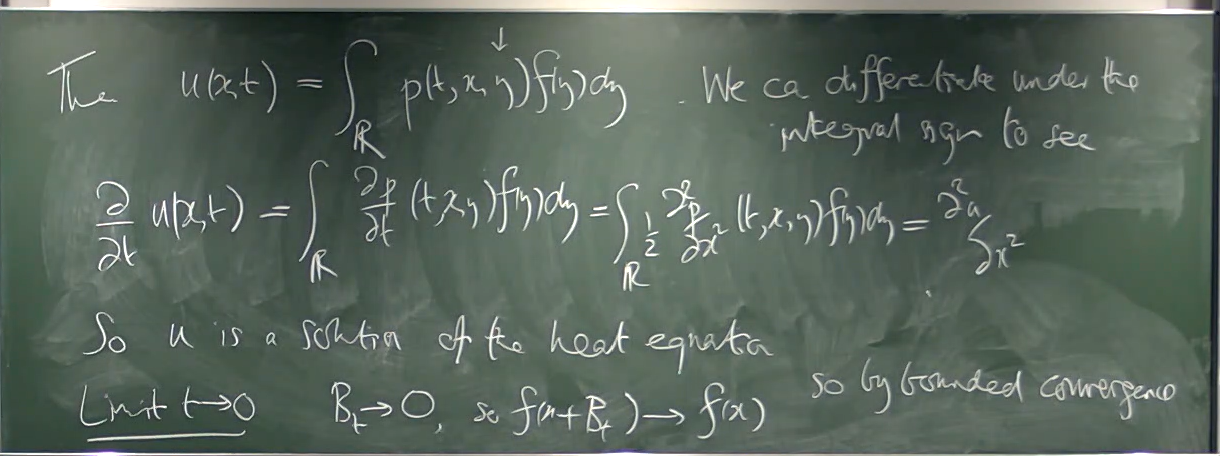 The u(x,t) = ∫_ℝ p(t,x,y)f(y)dy. We ca differentiate under the
integral sign to see
∂/∂t u(x,t) = ∫_ℝ ∂p/∂t (t,x,y)f(y)dy = ∫_ℝ 1/2 ∂²p/∂x² (t,x,y)f(y)dy = ∂²u/∂x²
So u is a solution of the heat equation
Limit t→0 B_t→0, so f(x+B_t)→f(x) so by bounded convergence